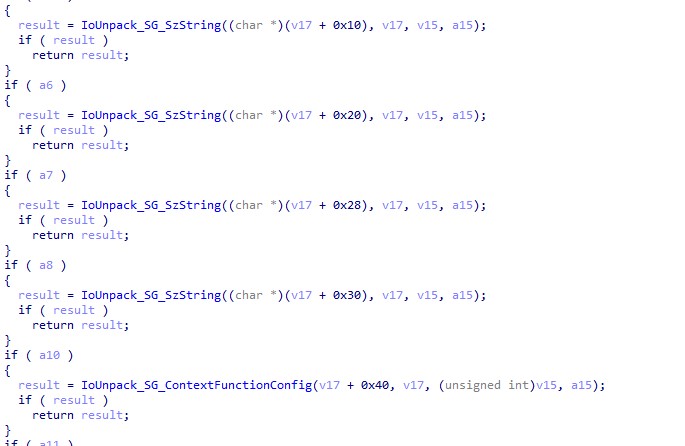 {
result = IoUnpack_SG_SzString((char *)(v17 + 0x10), v17, v15, a15);
if ( result )
return result;
}
if ( a6 )
{
result = IoUnpack_SG_SzString((char *)(v17 + 0x20), v17, v15, a15);
if ( result )
return result;
}
if ( a7 )
{
result = IoUnpack_SG_SzString((char *)(v17 + 0x28), v17, v15, a15);
if ( result )
return result;
}
if ( a8 )
{
result = IoUnpack_SG_SzString((char *)(v17 + 0x30), v17, v15, a15);
if ( result )
return result;
}
if ( a10 )
{
result = IoUnpack_SG_ContextFunctionConfig(v17 + 0x40, v17, (unsigned int)v15, a15);
if ( result )
return result;
}
if ( a11 )